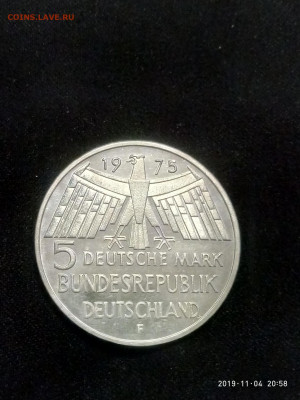 COINS.LAVE.RU
1975
5 DEUTSCHE MARK
BUNDESREPUBLIK
DEUTSCHLAND
F
2019-11-04 20:58